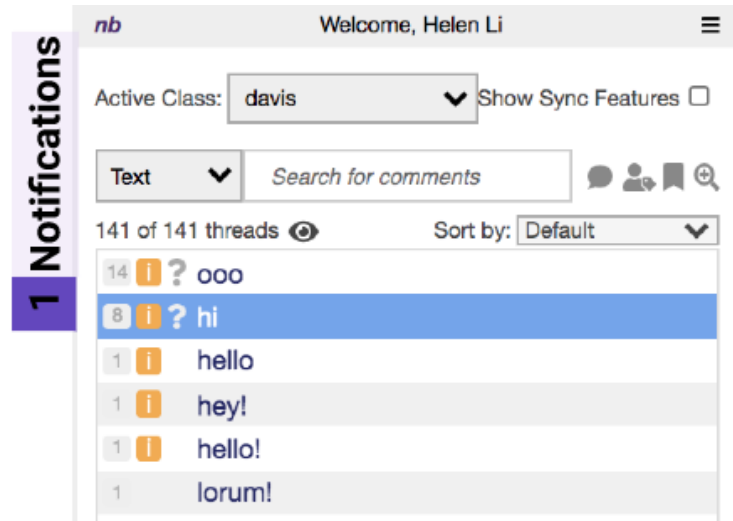 nb Welcome, Helen Li
1 Notifications
Active Class: davis Show Sync Features
Text Search for comments
141 of 141 threads Sort by: Default
14 i ? ooo
8 i ? hi
1 i hello
1 i hey!
1 i hello!
1 lorum!